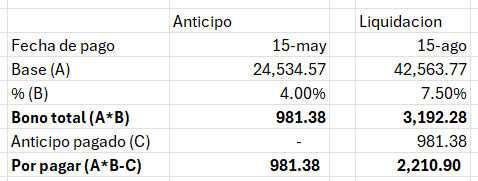 Anticipo Liquidacion
Fecha de pago 15-may 15-ago
Base (A) 24,534.57 42,563.77
% (B) 4.00% 7.50%
Bono total (A*B) 981.38 3,192.28
Anticipo pagado (C) - 981.38
Por pagar (A*B-C) 981.38 2,210.90